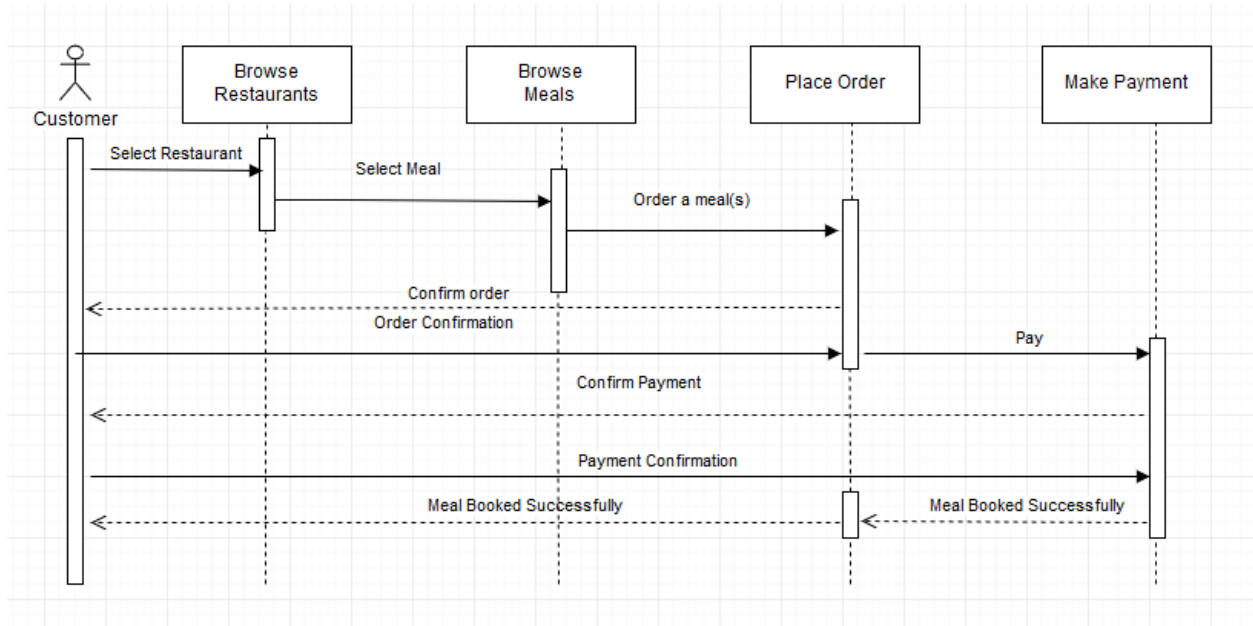 Browse
Restaurants
Browse
Meals
Place Order
Make Payment
Customer
Select Restaurant
Select Meal
Order a meal(s)
Confirm order
Order Confirmation
Pay
Confirm Payment
Payment Confirmation
Meal Booked Successfully
Meal Booked Successfully